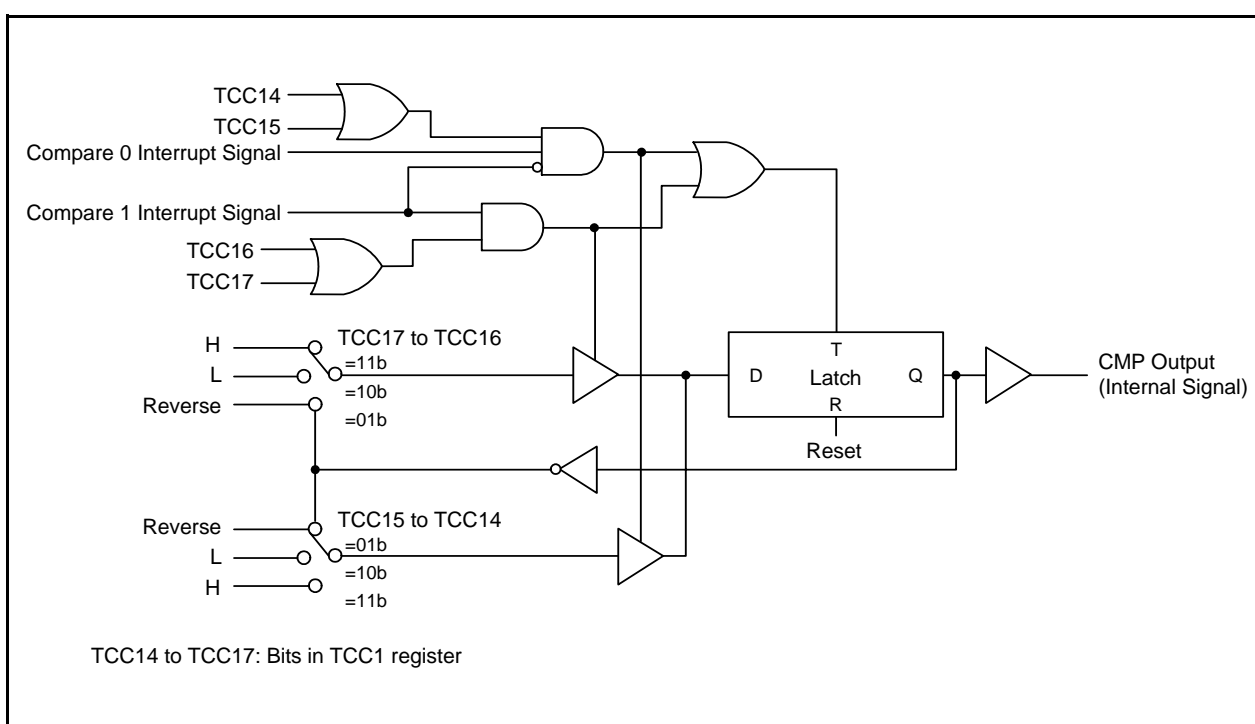 TCC14
TCC15
Compare 0 Interrupt Signal
Compare 1 Interrupt Signal
TCC16
TCC17
H
L
Reverse
TCC17 to TCC16
=11b
=10b
=01b
T
D
Latch
Q
R
Reset
CMP Output
(Internal Signal)
Reverse
L
H
TCC15 to TCC14
=01b
=10b
=11b
TCC14 to TCC17: Bits in TCC1 register